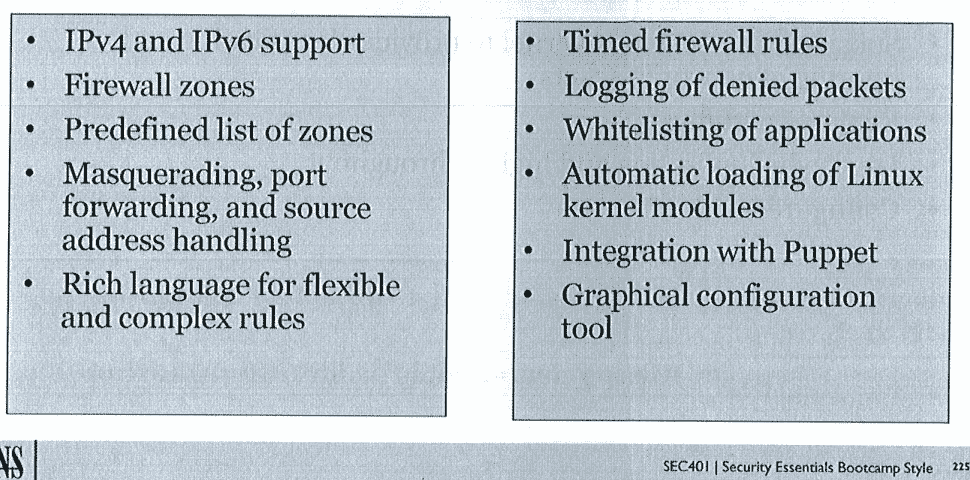 • IPv4 and IPv6 support
• Firewall zones
• Predefined list of zones
• Masquerading, port
forwarding, and source
address handling
• Rich language for flexible
and complex rules
• Timed firewall rules
• Logging of denied packets
• Whitelisting of applications
• Automatic loading of Linux
kernel modules
• Integration with Puppet
• Graphical configuration
tool
NS
SEC401 | Security Essentials Bootcamp Style 225